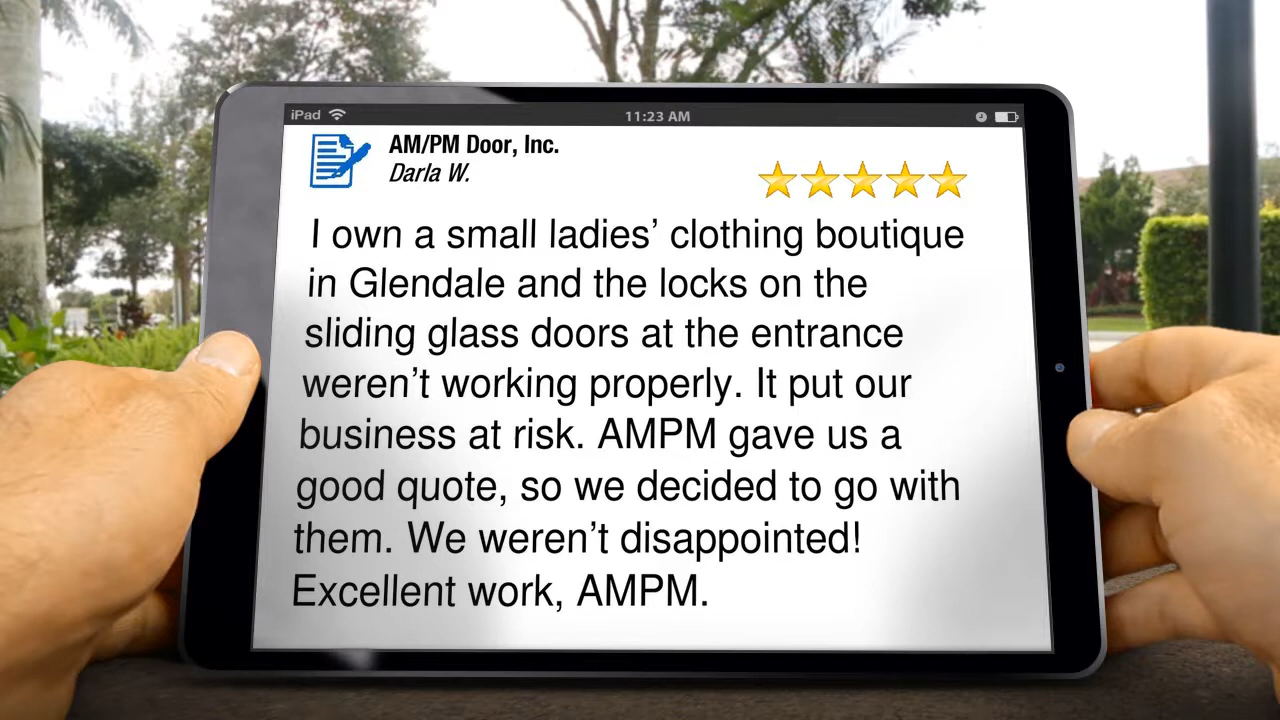 iPad
11:23 AM
AM/PM Door, Inc.
Darla W.
I own a small ladies’ clothing boutique
in Glendale and the locks on the
sliding glass doors at the entrance
weren’t working properly. It put our
business at risk. AMPM gave us a
good quote, so we decided to go with
them. We weren’t disappointed!
Excellent work, AMPM.